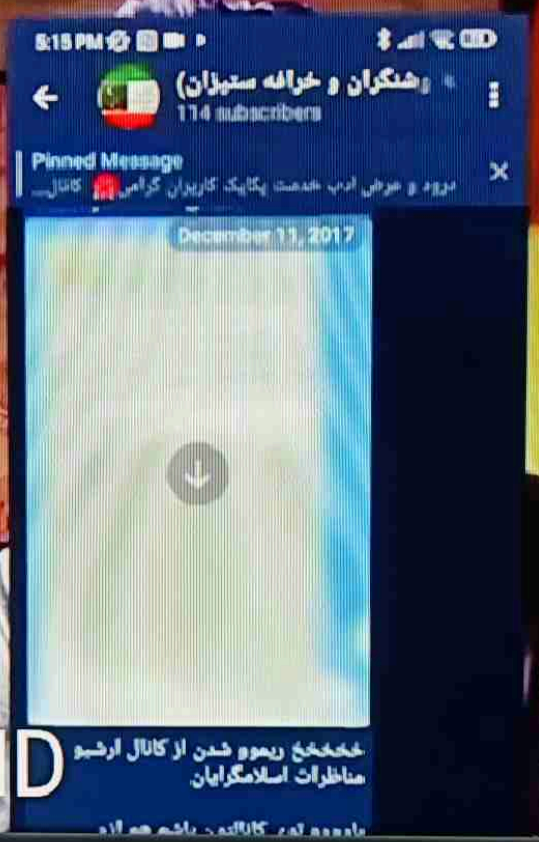 5:15 PM
وشنگران و خرافه ستیزان)
114 subscribers
Pinned Message
درود و عرض ادب خدمت یکایک کاربران گرامی کانال...
December 11, 2017
خخخخخخ ریموو شدن از کانال ارشیو
مناظرات اسلامگرایان
D